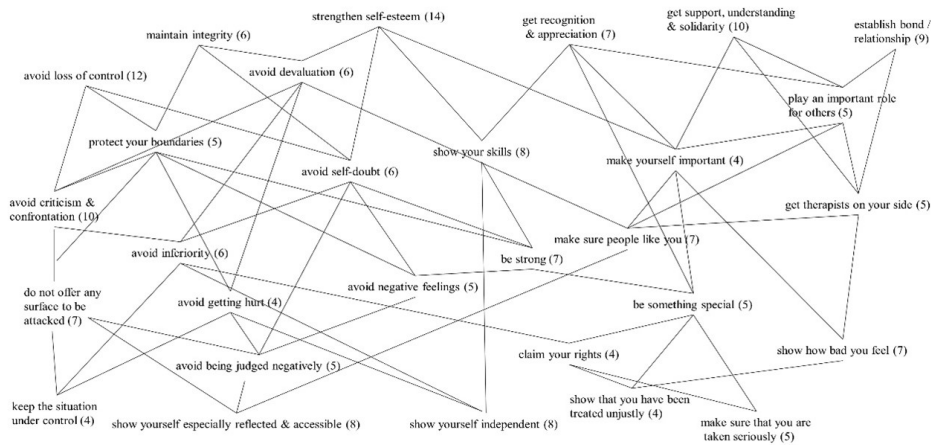 strengthen self-esteem (14)
get recognition
& appreciation (7)
get support, understanding
& solidarity (10)
establish bond /
relationship (9)
maintain integrity (6)
avoid loss of control (12)
avoid devaluation (6)
play an important role
for others (5)
protect your boundaries (5)
show your skills (8)
make yourself important (4)
avoid self-doubt (6)
avoid criticism &
confrontation (10)
get therapists on your side (5)
make sure people like you (7)
avoid inferiority (6)
be strong (7)
avoid negative feelings (5)
do not offer any
surface to be
attacked (7)
avoid getting hurt (4)
be something special (5)
claim your rights (4)
show how bad you feel (7)
avoid being judged negatively (5)
keep the situation
under control (4)
show yourself especially reflected & accessible (8)
show yourself independent (8)
show that you have been
treated unjustly (4)
make sure that you are
taken seriously (5)